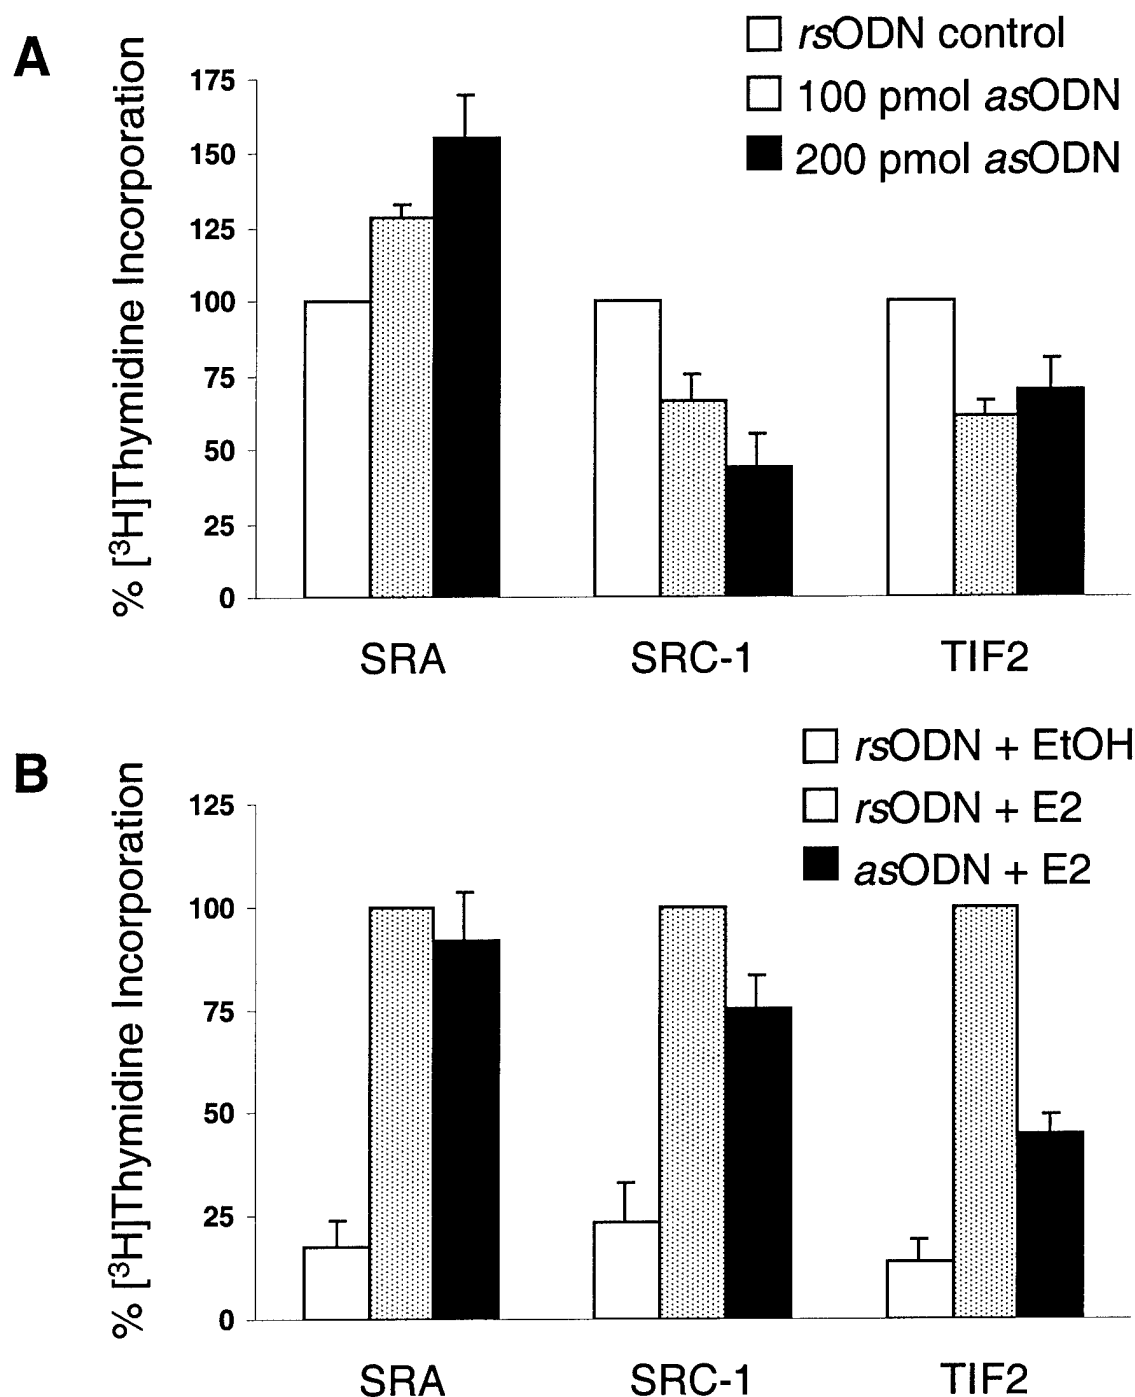 A
rsODN control
100 pmol asODN
200 pmol asODN
% [³H]Thymidine Incorporation
175
150
125
100
75
50
25
0
SRA SRC-1 TIF2
B
rsODN + EtOH
rsODN + E2
asODN + E2
% [³H]Thymidine Incorporation
125
100
75
50
25
0
SRA SRC-1 TIF2